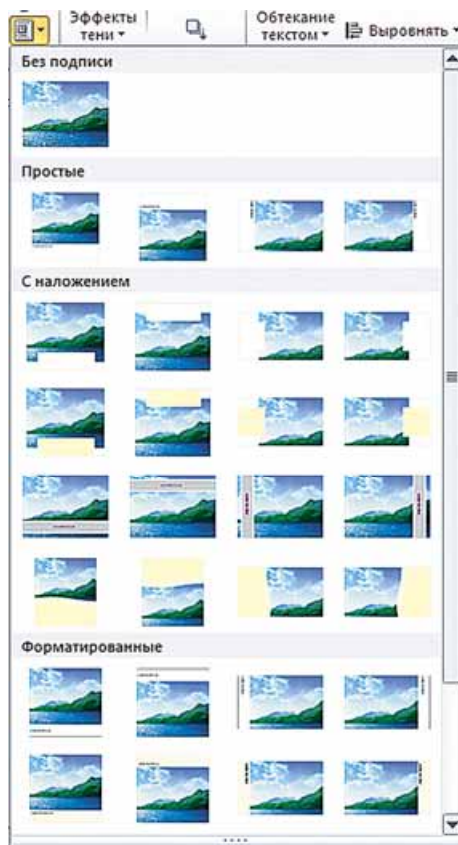 Эффекты
тени
Обтекание
текстом
Выровнять
Без подписи
Простые
С наложением
Форматированные